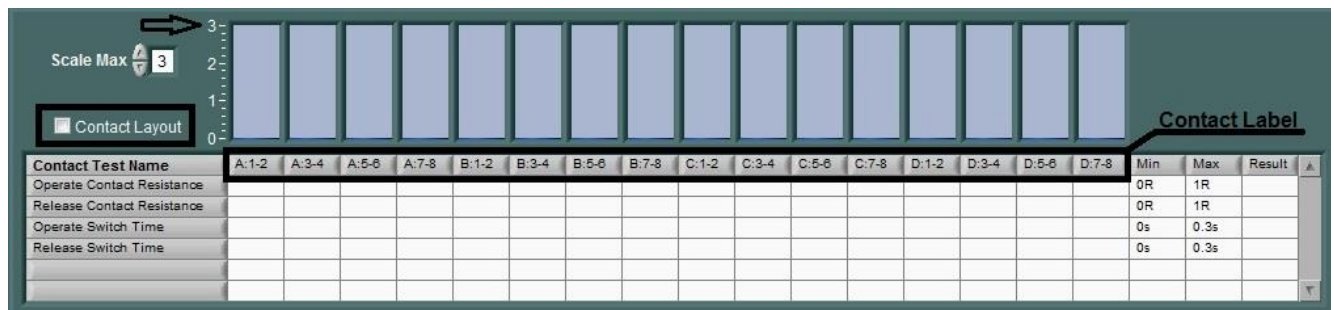 3
Scale Max 3
2
1
Contact Layout
0
Contact Label
Contact Test Name A:1-2 A:3-4 A:5-6 A:7-8 B:1-2 B:3-4 B:5-6 B:7-8 C:1-2 C:3-4 C:5-6 C:7-8 D:1-2 D:3-4 D:5-6 D:7-8 Min Max Result
Operate Contact Resistance 0R 1R
Release Contact Resistance 0R 1R
Operate Switch Time 0s 0.3s
Release Switch Time 0s 0.3s